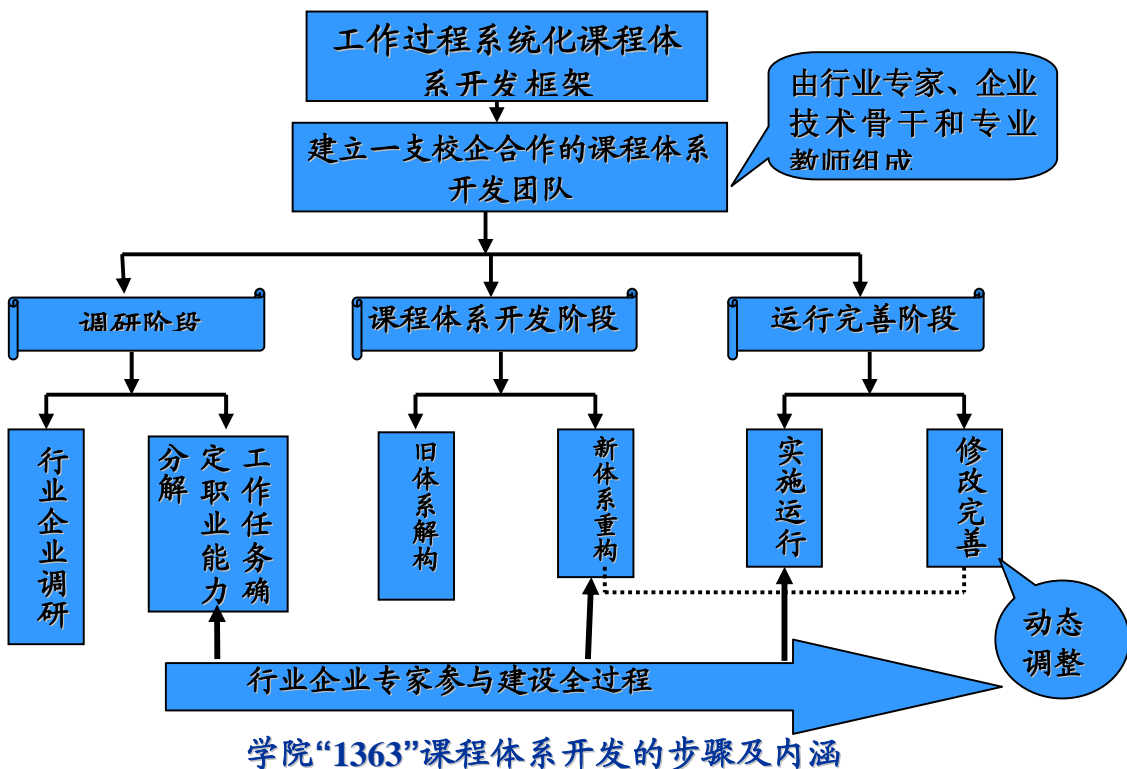 工作过程系统化课程体
系开发框架
建立一支校企合作的课程体系
开发团队
由行业专家、企业
技术骨干和专业
教师组成
调研阶段
课程体系开发阶段
运行完善阶段
行业企业调研
工作任务确
定职业能力
分解
旧体系解构
新体系重构
实施运行
修改完善
动态
调整
行业企业专家参与建设全过程
学院“1363”课程体系开发的步骤及内涵